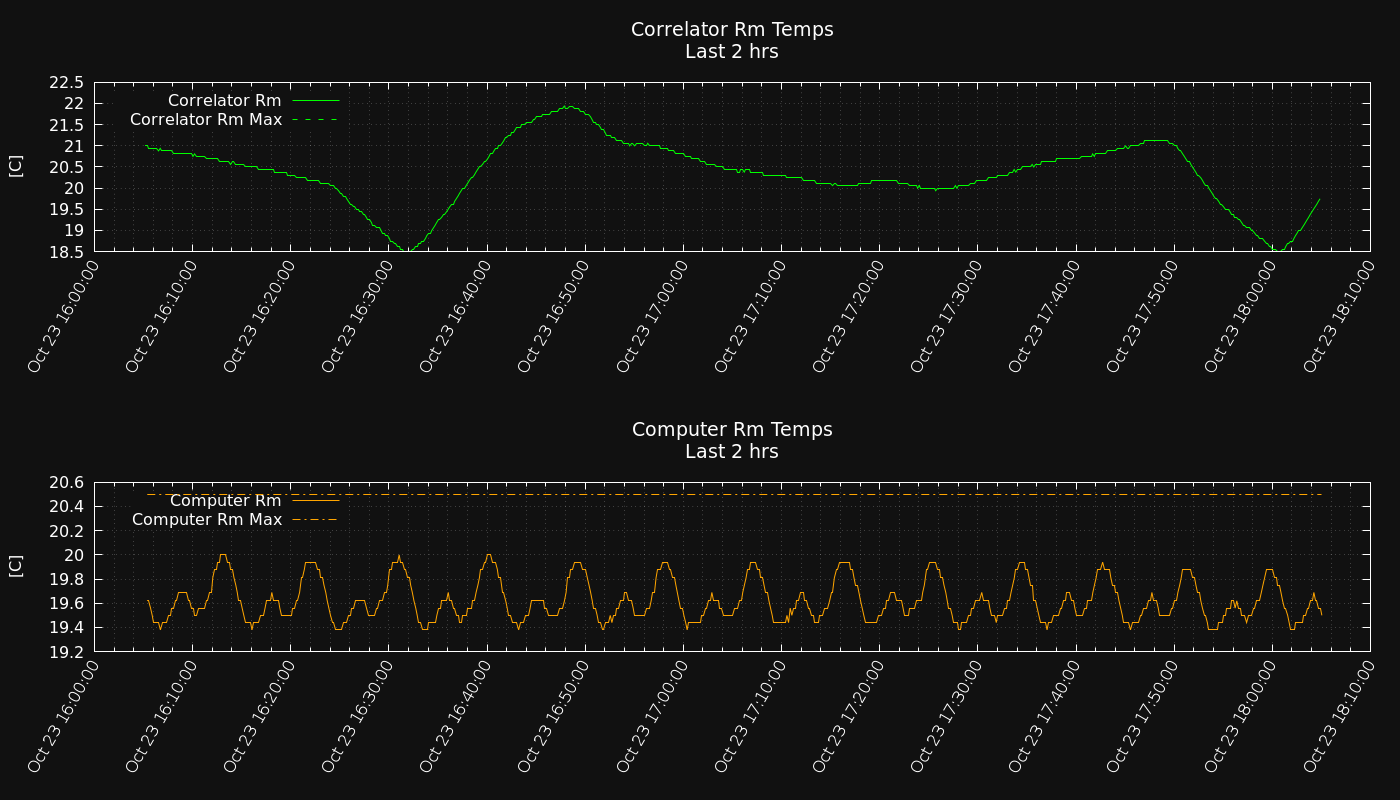 Correlator Rm Temps
Last 2 hrs
Correlator Rm
Correlator Rm Max
[C]
22.5
22
21.5
21
20.5
20
19.5
19
18.5
Oct 23 16:00:00
Oct 23 16:10:00
Oct 23 16:20:00
Oct 23 16:30:00
Oct 23 16:40:00
Oct 23 16:50:00
Oct 23 17:00:00
Oct 23 17:10:00
Oct 23 17:20:00
Oct 23 17:30:00
Oct 23 17:40:00
Oct 23 17:50:00
Oct 23 18:00:00
Oct 23 18:10:00
Computer Rm Temps
Last 2 hrs
Computer Rm
Computer Rm Max
[C]
20.6
20.4
20.2
20
19.8
19.6
19.4
19.2
Oct 23 16:00:00
Oct 23 16:10:00
Oct 23 16:20:00
Oct 23 16:30:00
Oct 23 16:40:00
Oct 23 16:50:00
Oct 23 17:00:00
Oct 23 17:10:00
Oct 23 17:20:00
Oct 23 17:30:00
Oct 23 17:40:00
Oct 23 17:50:00
Oct 23 18:00:00
Oct 23 18:10:00